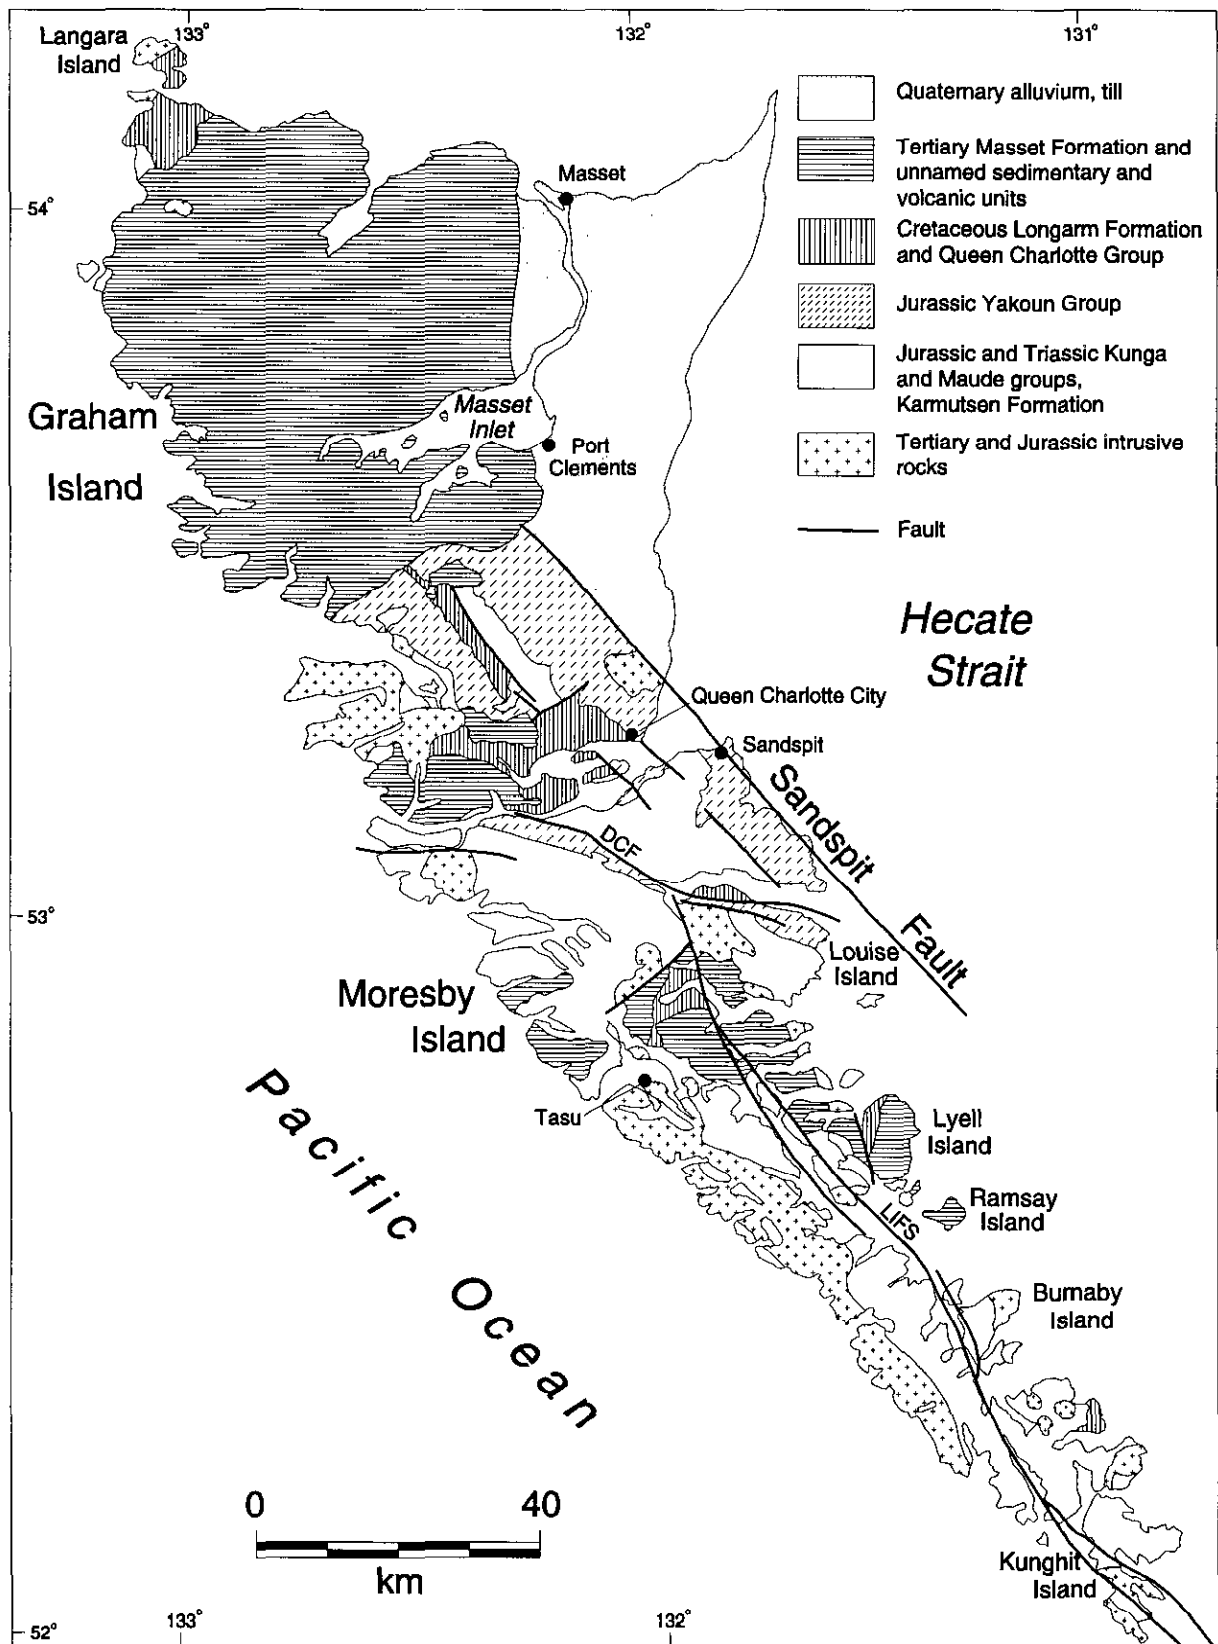 133°
132°
131°
Langara
Island
Quaternary alluvium, till
Tertiary Masset Formation and
unnamed sedimentary and
volcanic units
Masset
54°
Cretaceous Longarm Formation
and Queen Charlotte Group
Jurassic Yakoun Group
Jurassic and Triassic Kunga
and Maude groups,
Karmutsen Formation
Graham
Island
Masset
Inlet
Port
Clements
Tertiary and Jurassic intrusive
rocks
Fault
Hecate
Strait
Queen Charlotte City
Sandspit
Sandspit
Fault
DCF
53°
Louise
Island
Moresby
Island
Tasu
Lyell
Island
Pacific
Ocean
Ramsay
Island
LIFS
Burnaby
Island
0
40
km
Kunghit
Island
52°
133°
132°